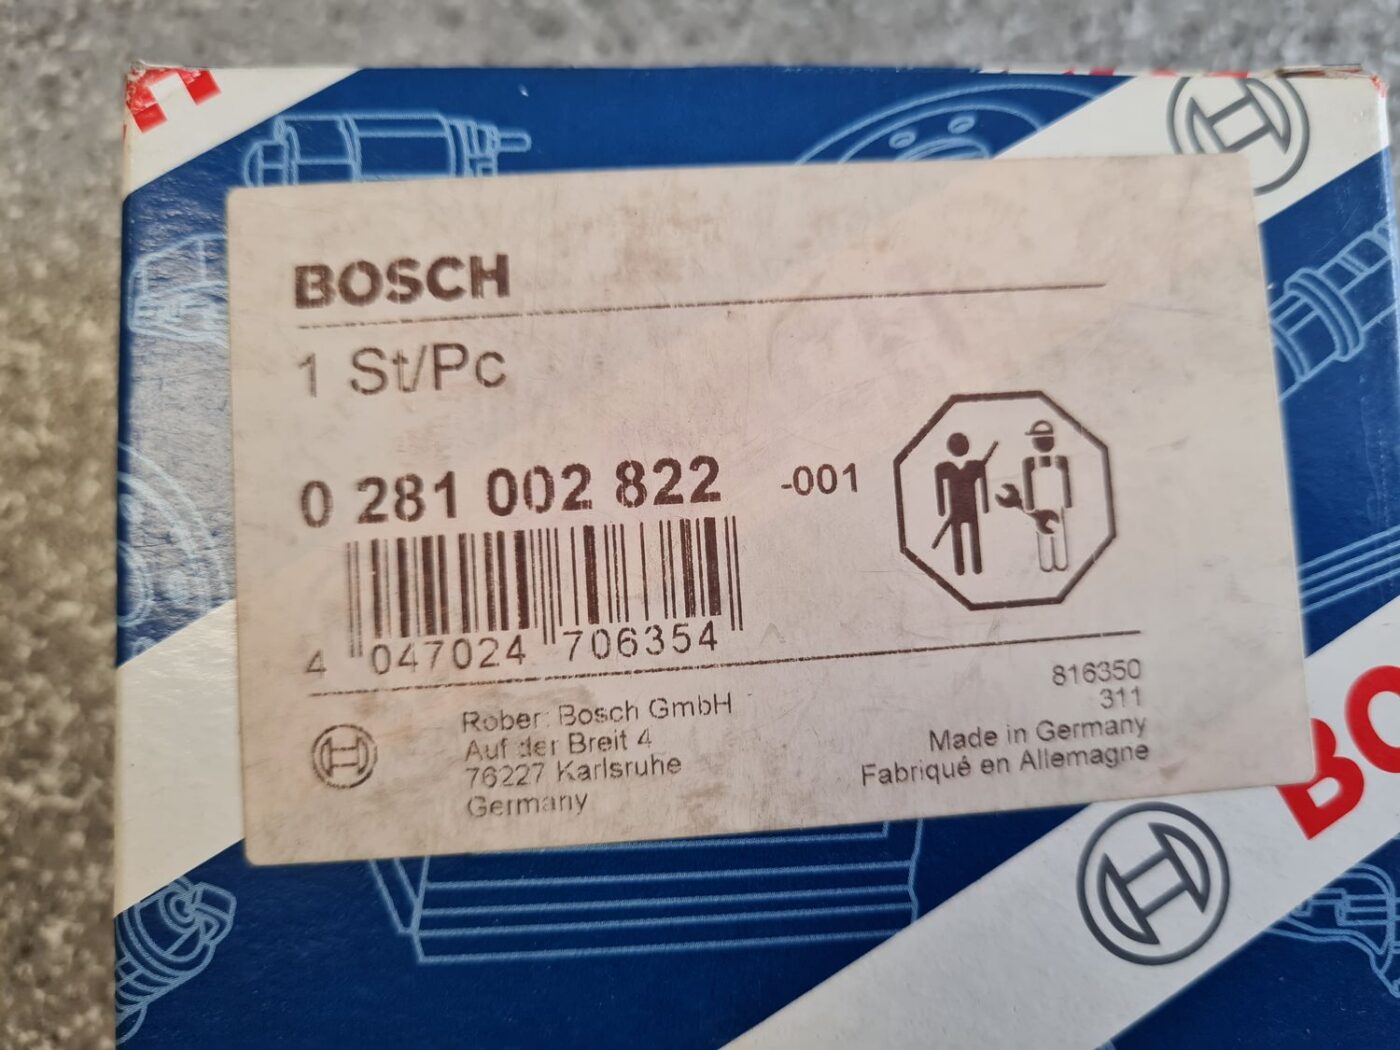 BOSCH
1 St/Pc
0 281 002 822 -001
4 047024 706354
Rober Bosch GmbH
Auf der Breit 4
76227 Karlsruhe
Germany
816350
311
Made in Germany
Fabriqué en Allemagne
BO